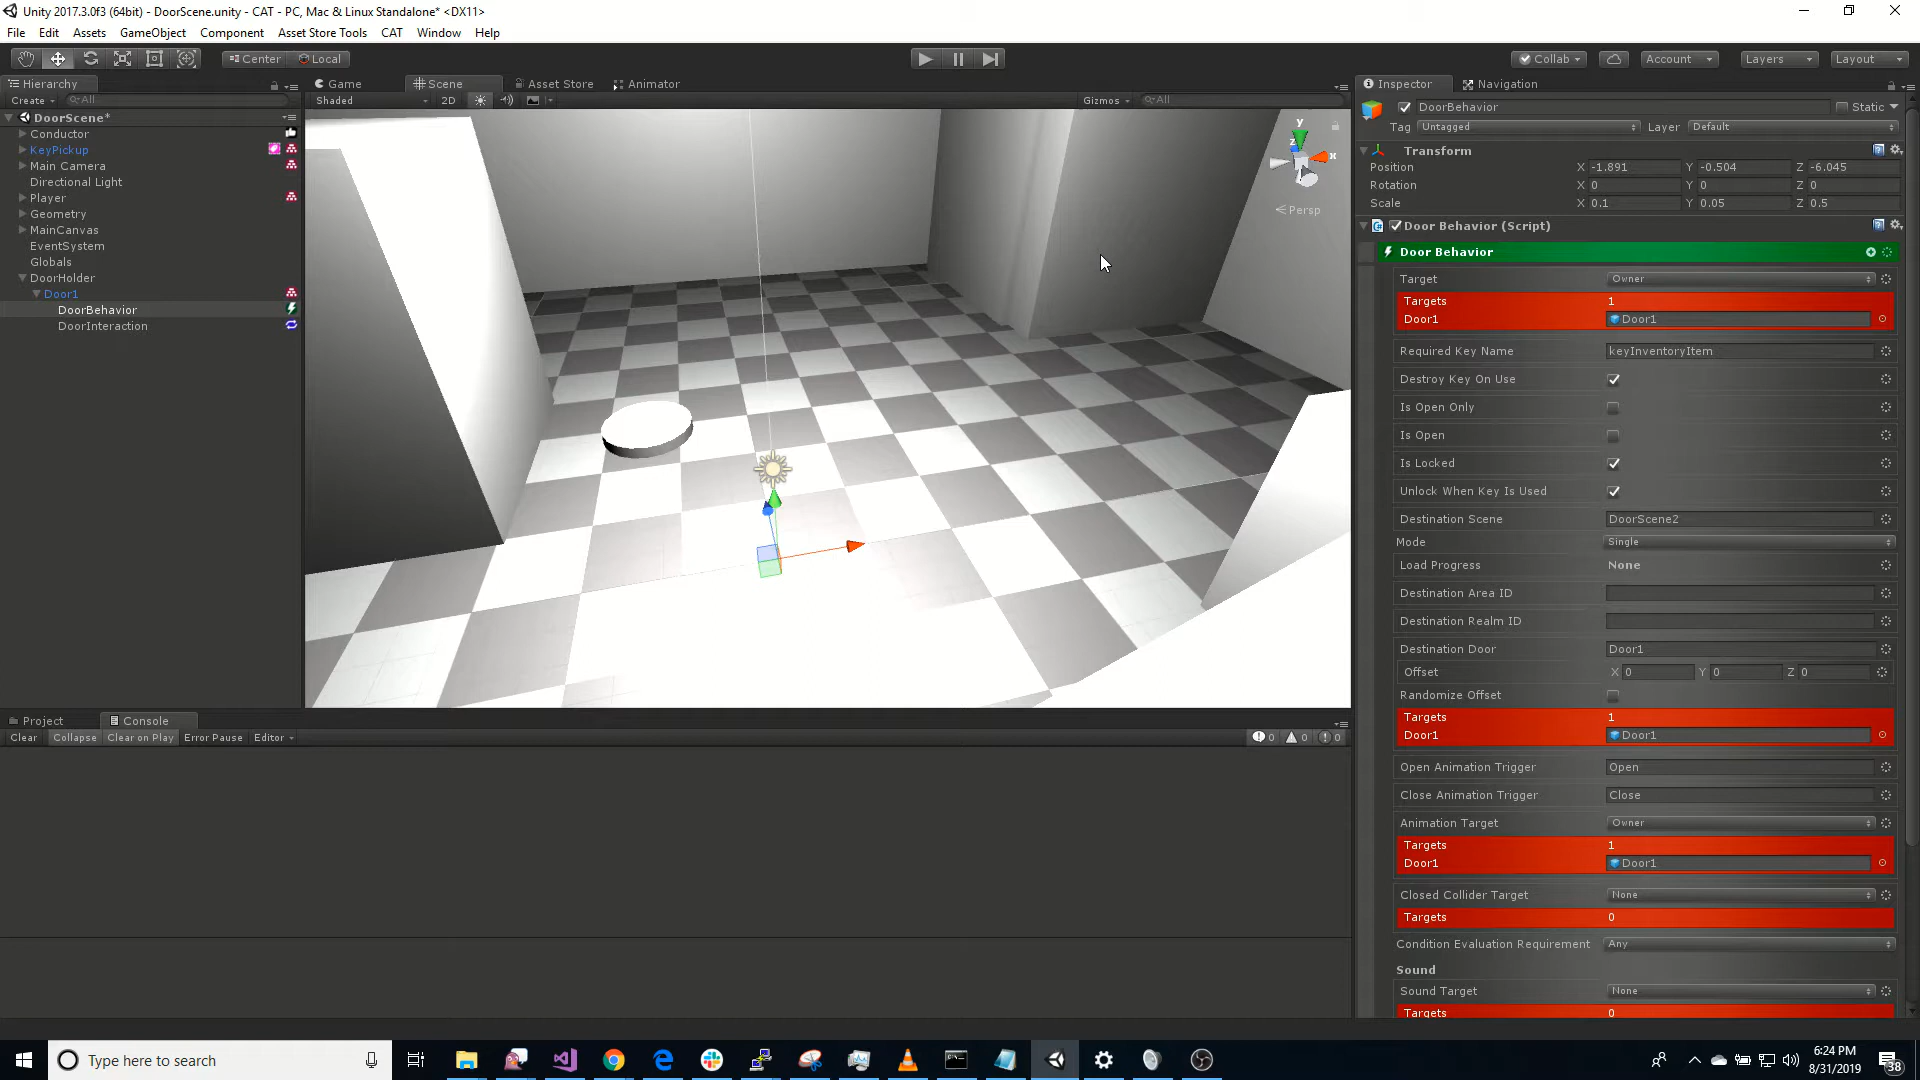 Unity 2017.3.0f3 (64bit) - DoorScene.unity - CAT - PC, Mac & Linux Standalone* <DX11>
File Edit Assets GameObject Component Asset Store Tools CAT Window Help
Center Local Collab Account Layers Layout
Hierarchy Game Scene Asset Store Animator Inspector Navigation
Create All Shaded 2D Gizmos All
DoorBehavior Static
DoorScene*
Tag Untagged Layer Default
Conductor
KeyPickup
Main Camera
Directional Light
Player
Geometry
MainCanvas
EventSystem
Globals
DoorHolder
Door1
DoorBehavior
DoorInteraction
y
z
x
Persp
Transform
Position X -1.891 Y -0.504 Z -6.045
Rotation X 0 Y 0 Z 0
Scale X 0.1 Y 0.05 Z 0.5
Door Behavior (Script)
Door Behavior
Target Owner
Targets 1
Door1 Door1
Required Key Name keyInventoryItem
Destroy Key On Use
Is Open Only
Is Open
Is Locked
Unlock When Key Is Used
Destination Scene DoorScene2
Mode Single
Load Progress None
Destination Area ID
Destination Realm ID
Destination Door Door1
Offset X 0 Y 0 Z 0
Randomize Offset
Targets 1
Door1 Door1
Open Animation Trigger Open
Close Animation Trigger Close
Animation Target Owner
Targets 1
Door1 Door1
Closed Collider Target None
Targets 0
Condition Evaluation Requirement Any
Sound
Sound Target None
Targets 0
Project Console
Clear Collapse Clear on Play Error Pause Editor 0 0 0
Type here to search
6:24 PM
8/31/2019
38